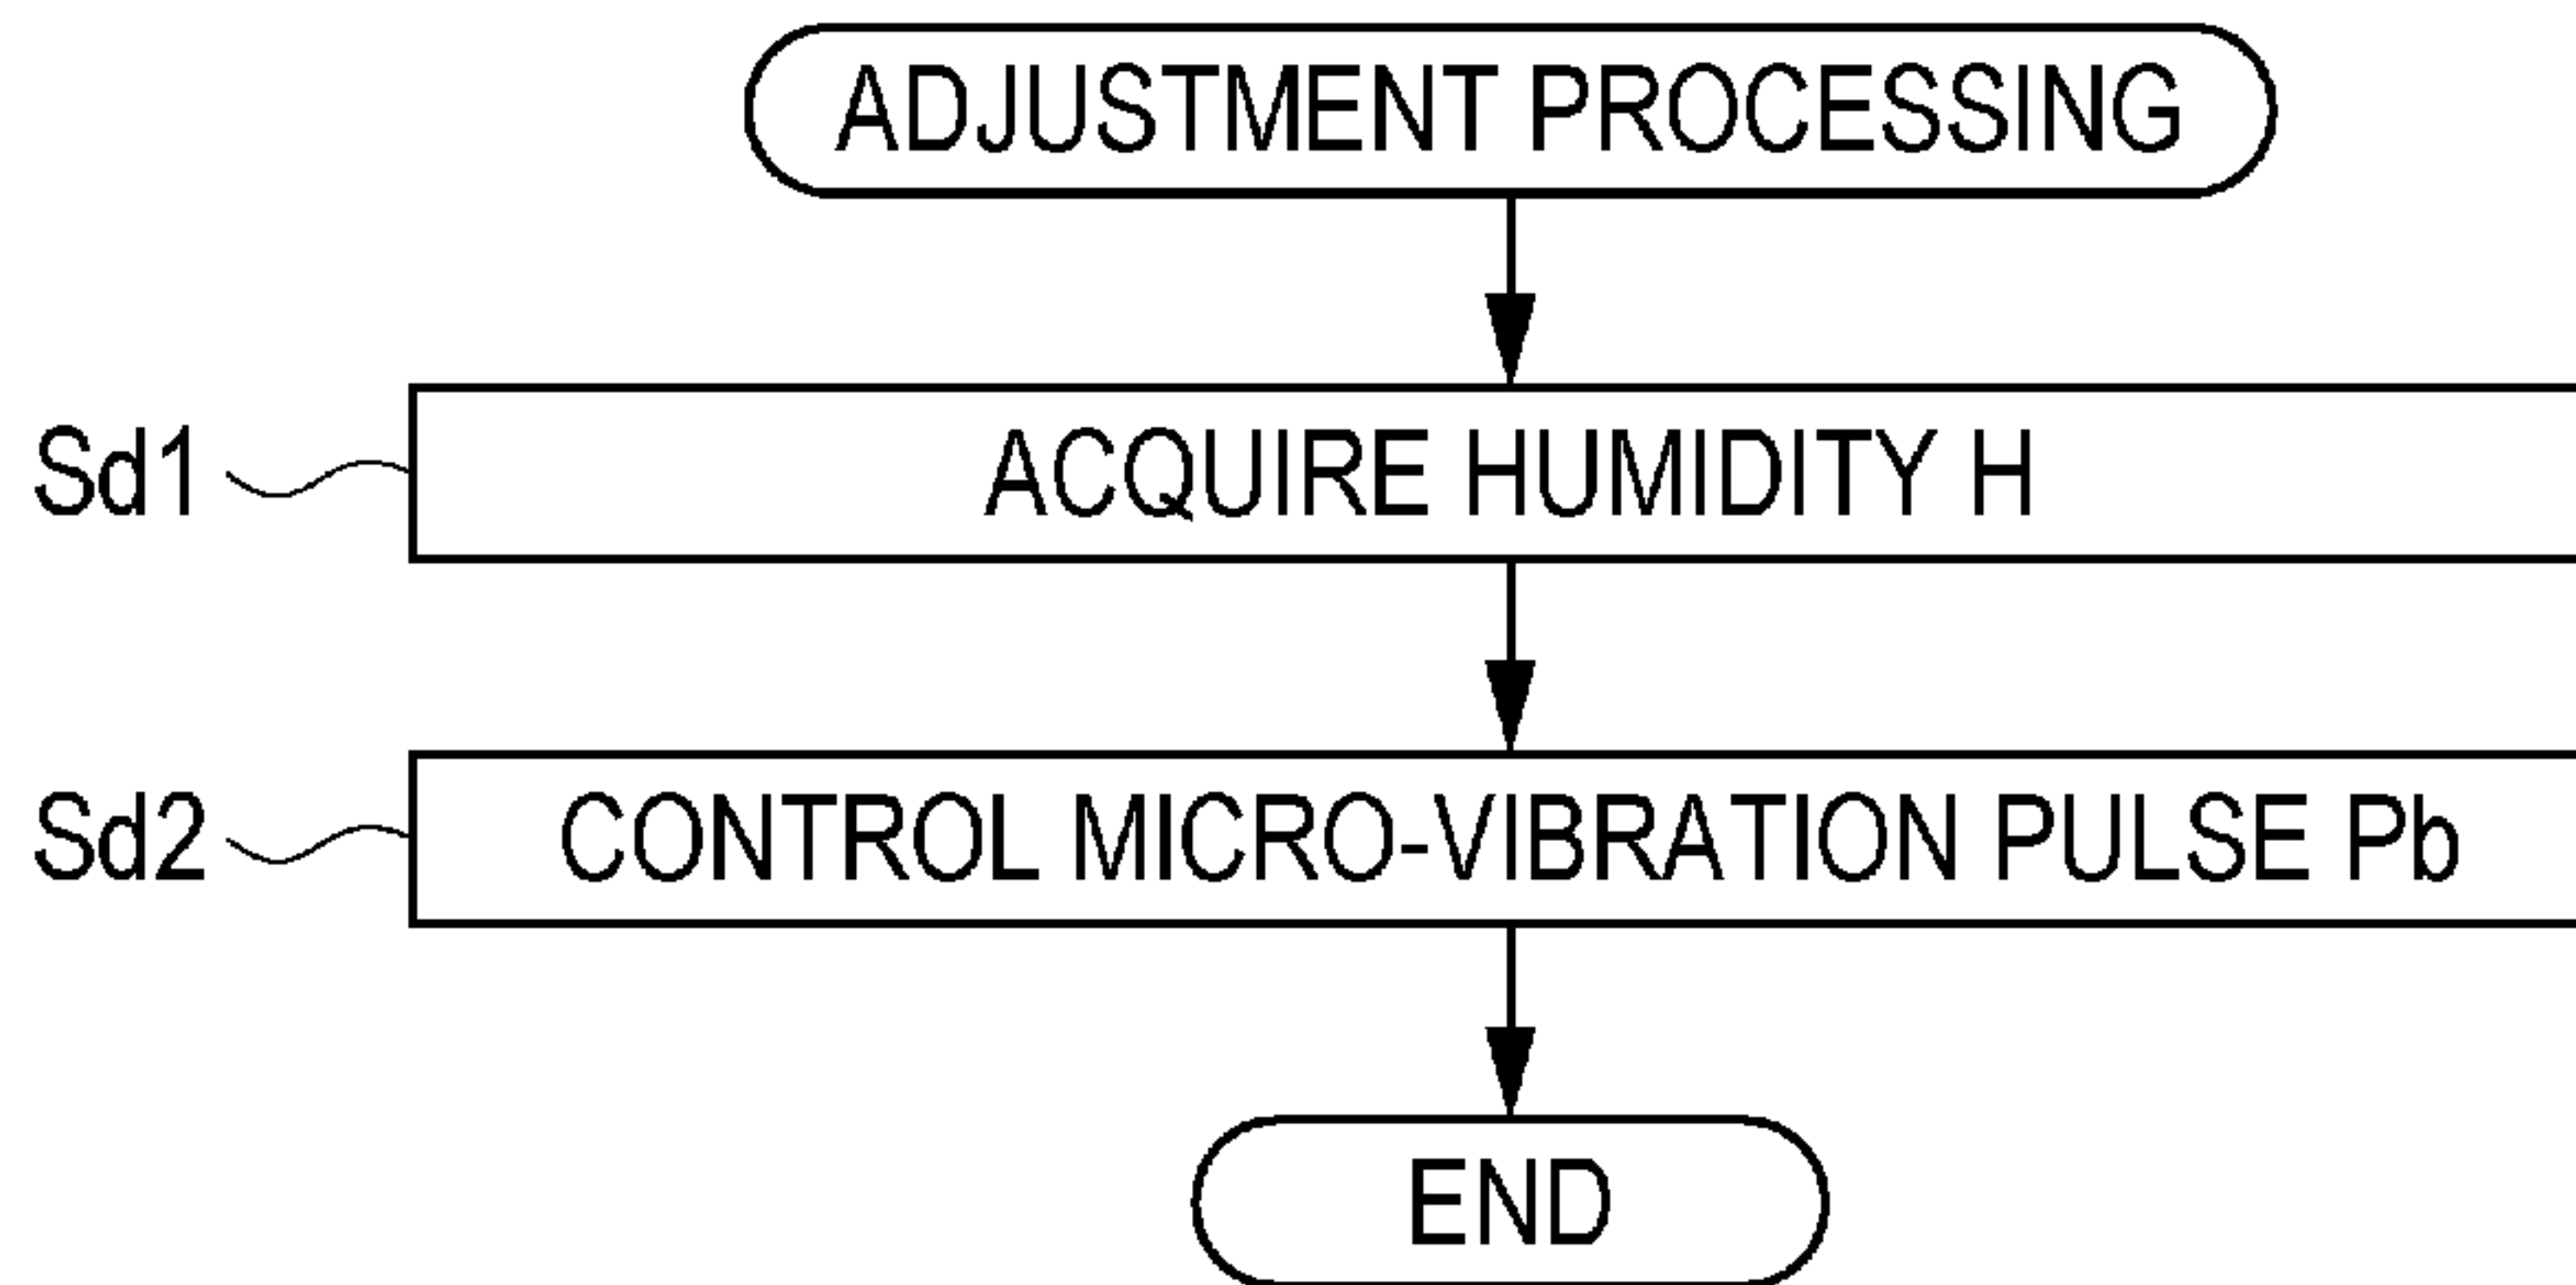 ADJUSTMENT PROCESSING
Sd1 ACQUIRE HUMIDITY H
Sd2 CONTROL MICRO-VIBRATION PULSE Pb
END